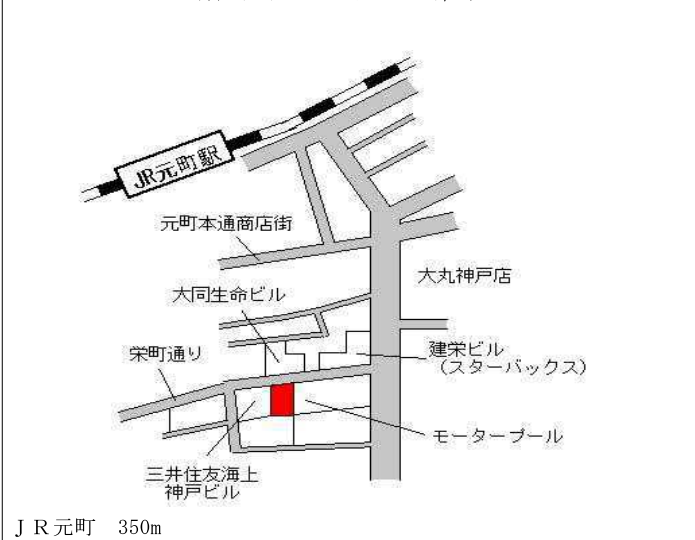 JR元町駅
元町本通商店街
大丸神戸店
大同生命ビル
栄町通り
建栄ビル
（スターバックス）
モータープール
三井住友海上
神戸ビル
ＪＲ元町　350m